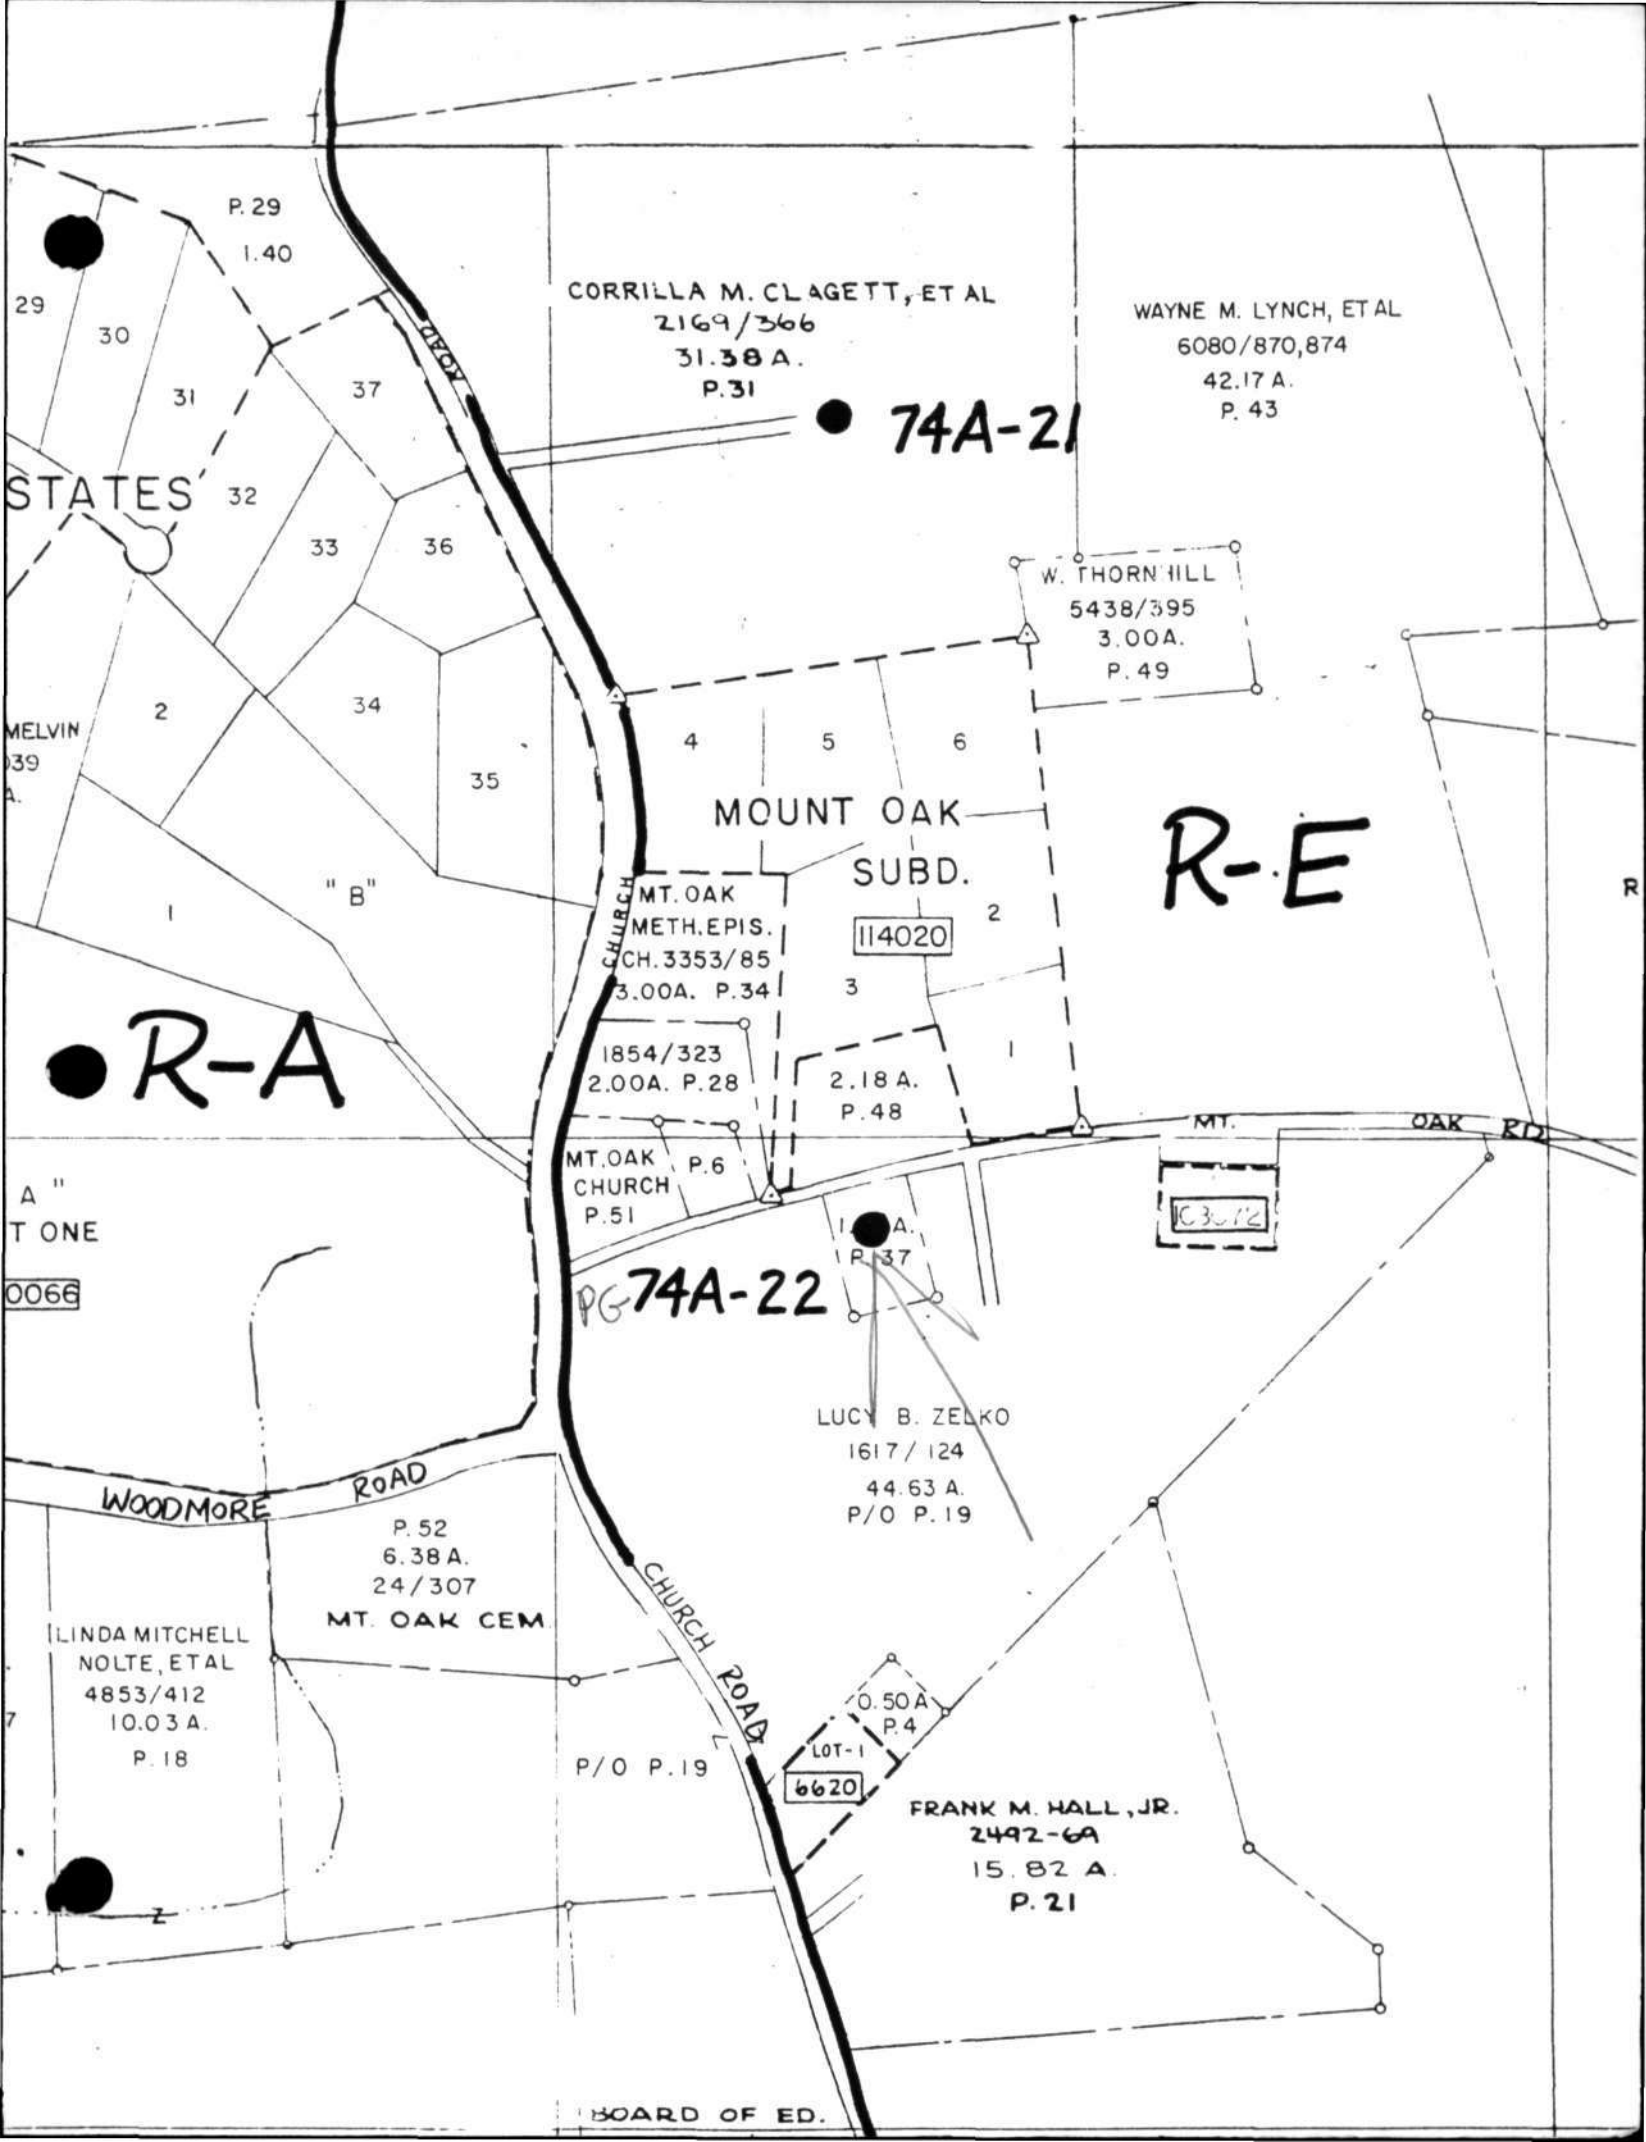 P. 29
1.40
29
30
31
37
ROAD
CORRILLA M. CLAGETT, ET AL
2169/366
31.38 A.
P.31
WAYNE M. LYNCH, ET AL
6080/870,874
42.17 A.
P. 43
74A-21
STATES
32
33
36
W. THORNHILL
5438/395
3.00A.
P. 49
2
34
35
MELVIN
039
A.
4
5
6
MOUNT OAK
SUBD.
114020
R-E
R
"B"
1
CHURCH
MT. OAK
METH. EPIS.
CH. 3353/85
3.00A. P.34
2
3
1
R-A
1854/323
2.00A. P.28
2.18 A.
P.48
MT. OAK RD
MT. OAK
CHURCH
P.51
P.6
A"
T ONE
0066
A.
P. 37
PG 74A-22
LUCY B. ZELKO
1617/124
44.63 A.
P/O P.19
WOODMORE ROAD
P. 52
6.38 A.
24/307
MT. OAK CEM.
LINDA MITCHELL
NOLTE, ET AL
4853/412
10.03 A.
P. 18
7
CHURCH ROAD
Z
P/O P.19
0.50 A
P.4
LOT-1
6620
FRANK M. HALL, JR.
2492-69
15.82 A.
P. 21
Z
BOARD OF ED.